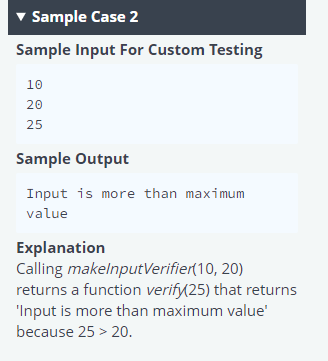 ▼ Sample Case 2
Sample Input For Custom Testing
10
20
25
Sample Output
Input is more than maximum
value
Explanation
Calling makeInputVerifier(10, 20)
returns a function verify(25) that returns
'Input is more than maximum value'
because 25 > 20.